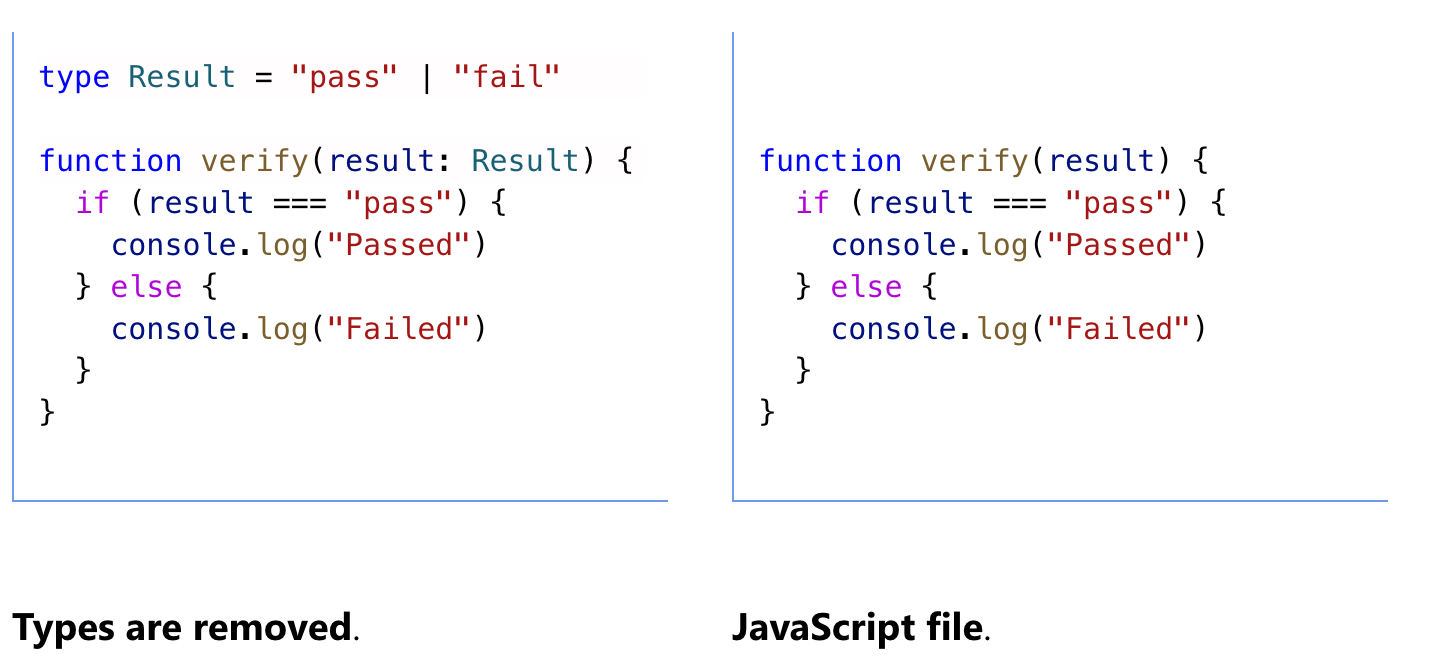 type Result = "pass" | "fail"
function verify(result: Result) {
  if (result === "pass") {
    console.log("Passed")
  } else {
    console.log("Failed")
  }
}
Types are removed.
function verify(result) {
  if (result === "pass") {
    console.log("Passed")
  } else {
    console.log("Failed")
  }
}
JavaScript file.